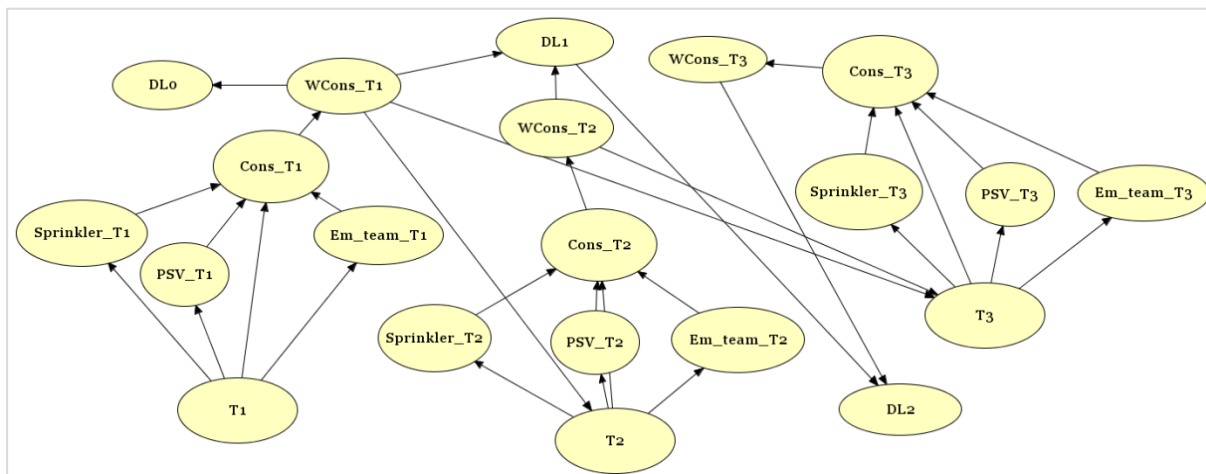 DL1
WCons_T3
Cons_T3
DL0
WCons_T1
WCons_T2
Cons_T1
Sprinkler_T3
PSV_T3
Em_team_T3
Sprinkler_T1
Em_team_T1
Cons_T2
PSV_T1
T3
Sprinkler_T2
PSV_T2
Em_team_T2
T1
DL2
T2